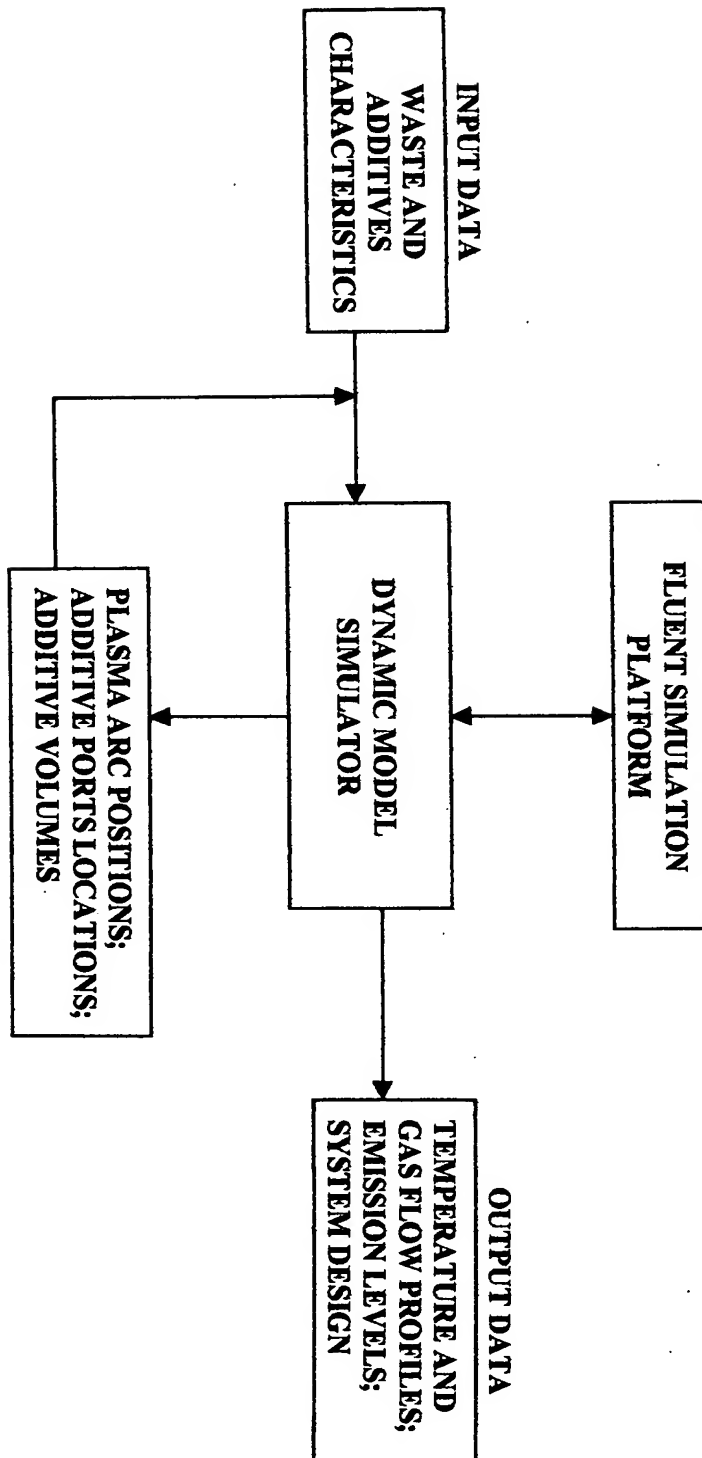 INPUT DATA
WASTE AND
ADDITIVES
CHARACTERISTICS
FLUENT SIMULATION
PLATFORM
DYNAMIC MODEL
SIMULATOR
PLASMA ARC POSITIONS;
ADDITIVE PORTS LOCATIONS;
ADDITIVE VOLUMES
OUTPUT DATA
TEMPERATURE AND
GAS FLOW PROFILES;
EMISSION LEVELS;
SYSTEM DESIGN